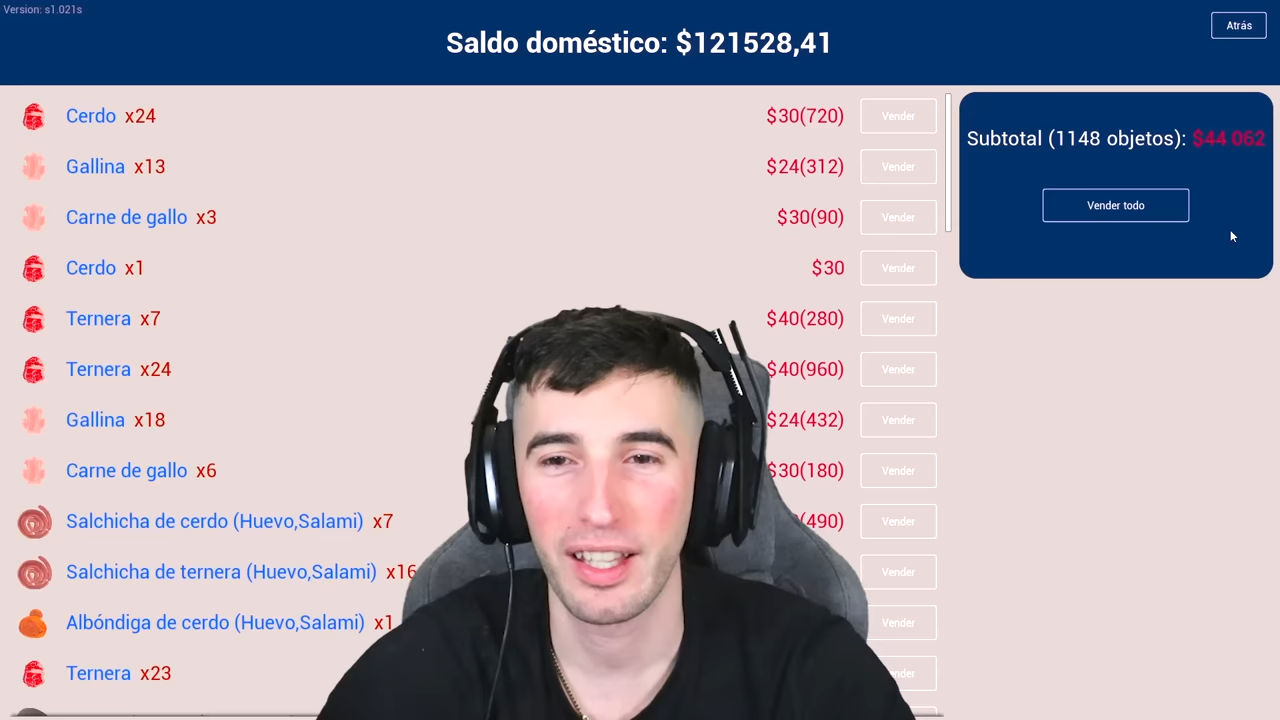 Version: s1.021s
Saldo doméstico: $121528,41
Atrás
Cerdo x24 $30(720) Vender
Gallina x13 $24(312) Vender
Carne de gallo x3 $30(90) Vender
Cerdo x1 $30 Vender
Ternera x7 $40(280) Vender
Ternera x24 $40(960) Vender
Gallina x18 $24(432) Vender
Carne de gallo x6 $30(180) Vender
Salchicha de cerdo (Huevo,Salami) x7 (490) Vender
Salchicha de ternera (Huevo,Salami) x16 Vender
Albóndiga de cerdo (Huevo,Salami) x1 Vender
Ternera x23
Subtotal (1148 objetos): $44 062
Vender todo